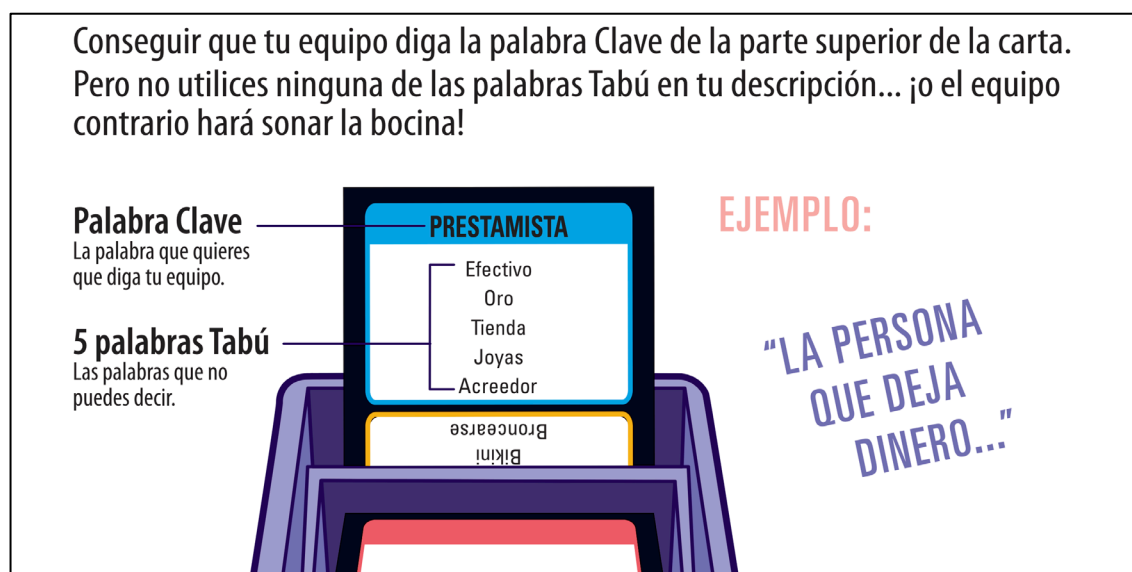 Conseguir que tu equipo diga la palabra Clave de la parte superior de la carta.
Pero no utilices ninguna de las palabras Tabú en tu descripción... ¡o el equipo
contrario hará sonar la bocina!
Palabra Clave
La palabra que quieres
que diga tu equipo.
5 palabras Tabú
Las palabras que no
puedes decir.
PRESTAMISTA
Efectivo
Oro
Tienda
Joyas
Acreedor
Broncearse
Bikini
EJEMPLO:
“LA PERSONA
QUE DEJA
DINERO...”